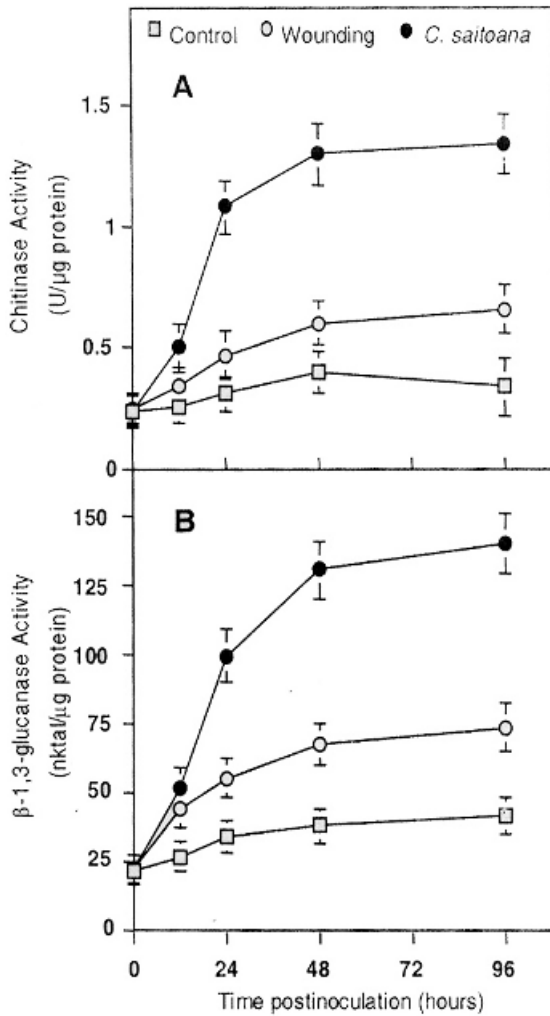 Control Wounding C. saitoana
A
1.5
1
0.5
0
Chitinase Activity
(U/µg protein)
B
150
125
100
75
50
25
0
β-1,3-glucanase Activity
(nktal/µg protein)
0 24 48 72 96
Time postinoculation (hours)